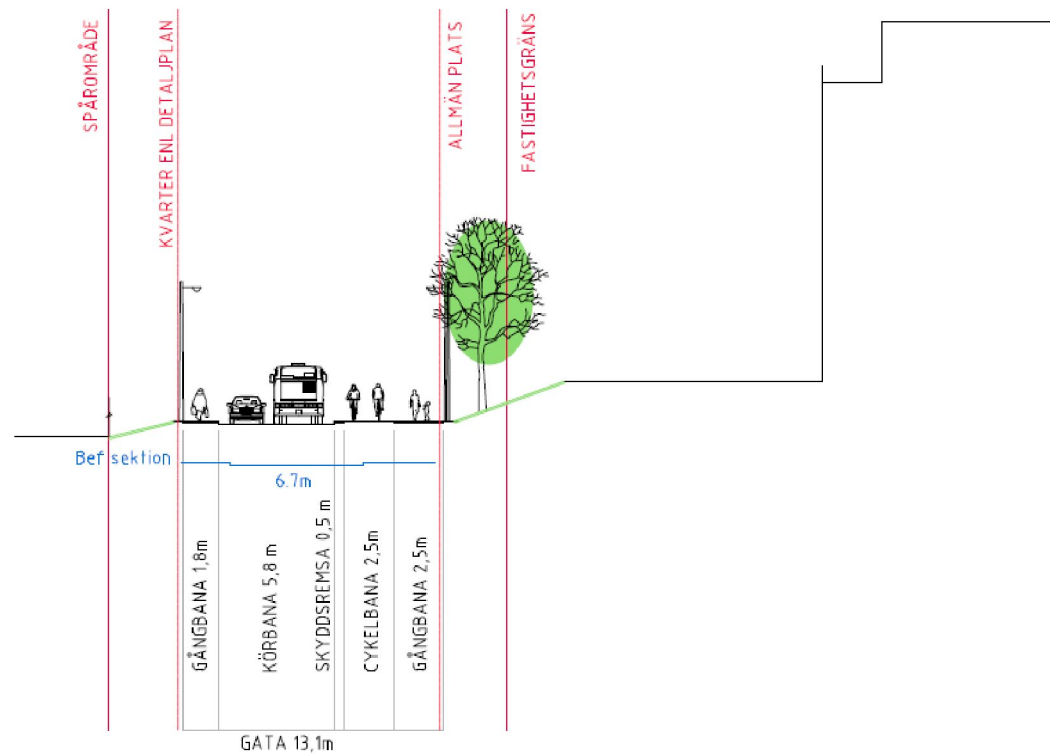 SPÅROMRÅDE
KVARTER ENL DETALJPLAN
ALLMÄN PLATS
FASTIGHETSGRÄNS
Bef sektion
6.7m
GÅNGBANA 1,8m
KÖRBANA 5,8 m
SKYDDSREMSA 0,5 m
CYKELBANA 2,5m
GÅNGBANA 2,5m
GATA 13,1m